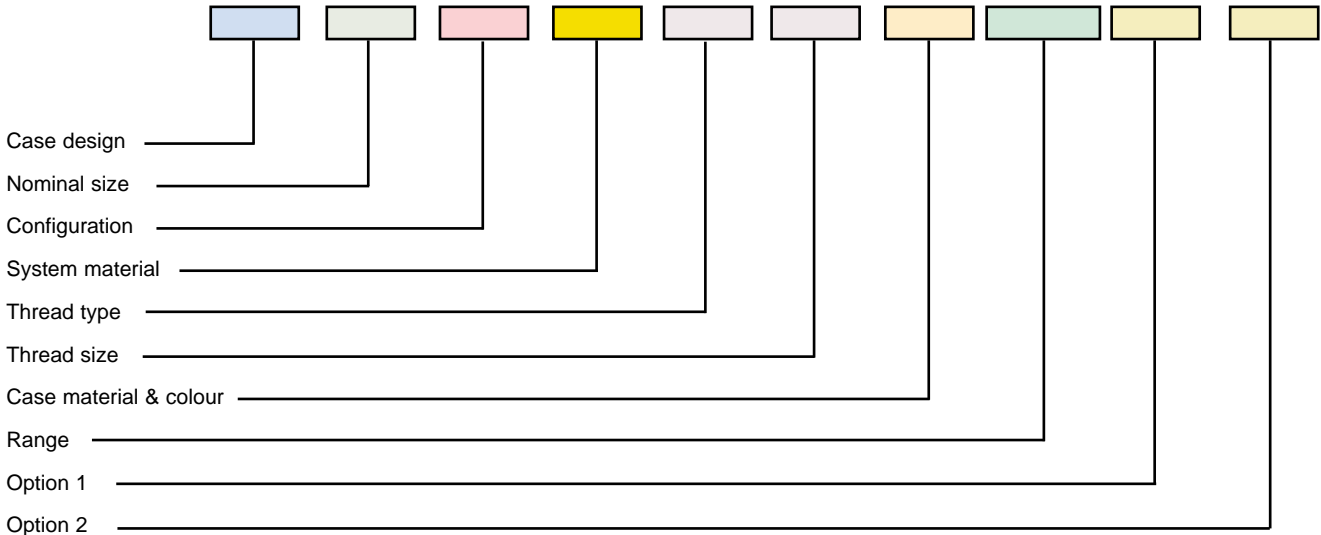 Case design
Nominal size
Configuration
System material
Thread type
Thread size
Case material & colour
Range
Option 1
Option 2